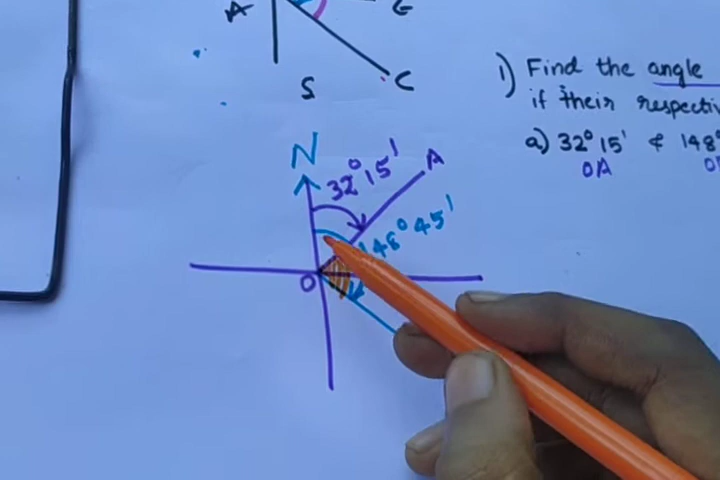 A
E
S
C
1) Find the angle
if their respectiv
a) 32° 15' & 148°
OA
O
N
32° 15'
A
148° 45'
O